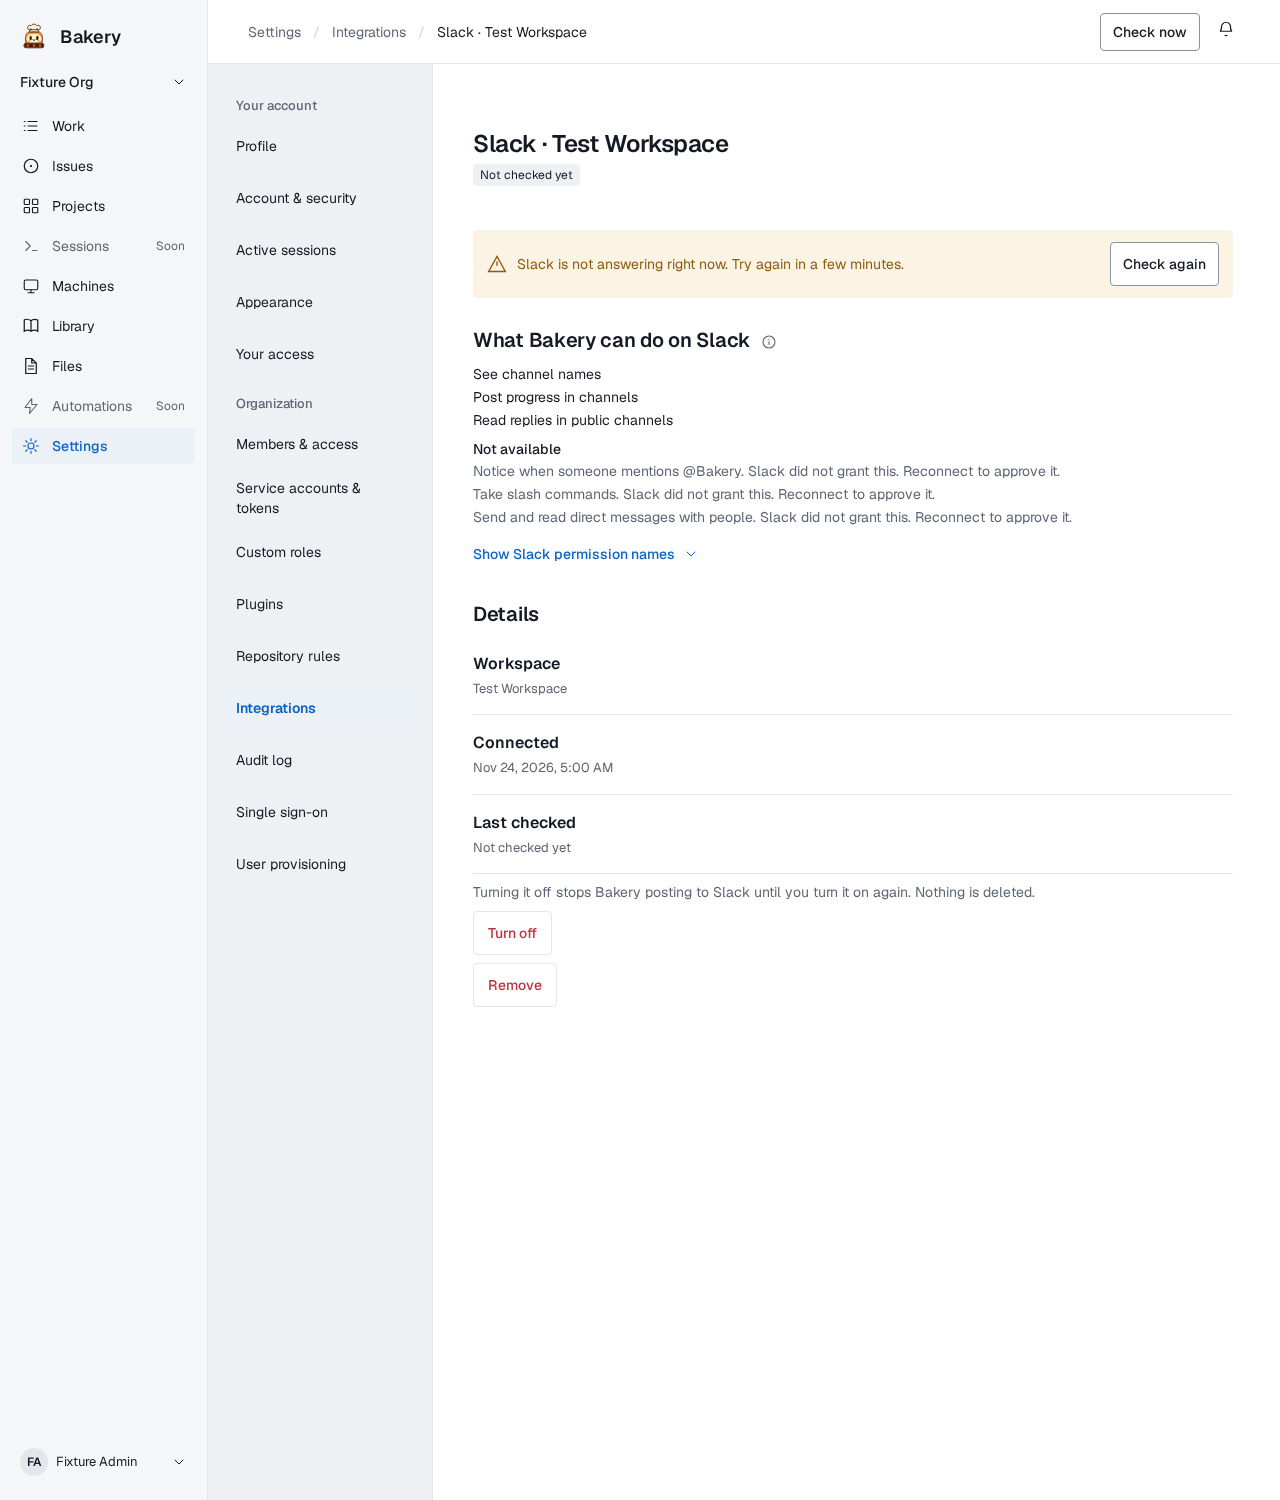 Bakery
Fixture Org
Work
Issues
Projects
Sessions Soon
Machines
Library
Files
Automations Soon
Settings
FA Fixture Admin
Settings / Integrations / Slack · Test Workspace
Check now
Your account
Profile
Account & security
Active sessions
Appearance
Your access
Organization
Members & access
Service accounts &
tokens
Custom roles
Plugins
Repository rules
Integrations
Audit log
Single sign-on
User provisioning
Slack · Test Workspace
Not checked yet
Slack is not answering right now. Try again in a few minutes.
Check again
What Bakery can do on Slack
See channel names
Post progress in channels
Read replies in public channels
Not available
Notice when someone mentions @Bakery. Slack did not grant this. Reconnect to approve it.
Take slash commands. Slack did not grant this. Reconnect to approve it.
Send and read direct messages with people. Slack did not grant this. Reconnect to approve it.
Show Slack permission names
Details
Workspace
Test Workspace
Connected
Nov 24, 2026, 5:00 AM
Last checked
Not checked yet
Turning it off stops Bakery posting to Slack until you turn it on again. Nothing is deleted.
Turn off
Remove